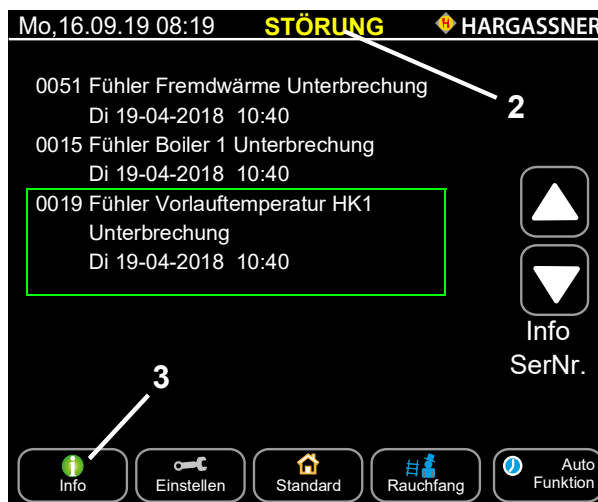 Mo,16.09.19 08:19 STÖRUNG HARGASSNER
0051 Fühler Fremdwärme Unterbrechung
Di 19-04-2018 10:40
2
0015 Fühler Boiler 1 Unterbrechung
Di 19-04-2018 10:40
0019 Fühler Vorlauftemperatur HK1
Unterbrechung
Di 19-04-2018 10:40
Info
SerNr.
3
Info
Einstellen
Standard
Rauchfang
Auto
Funktion